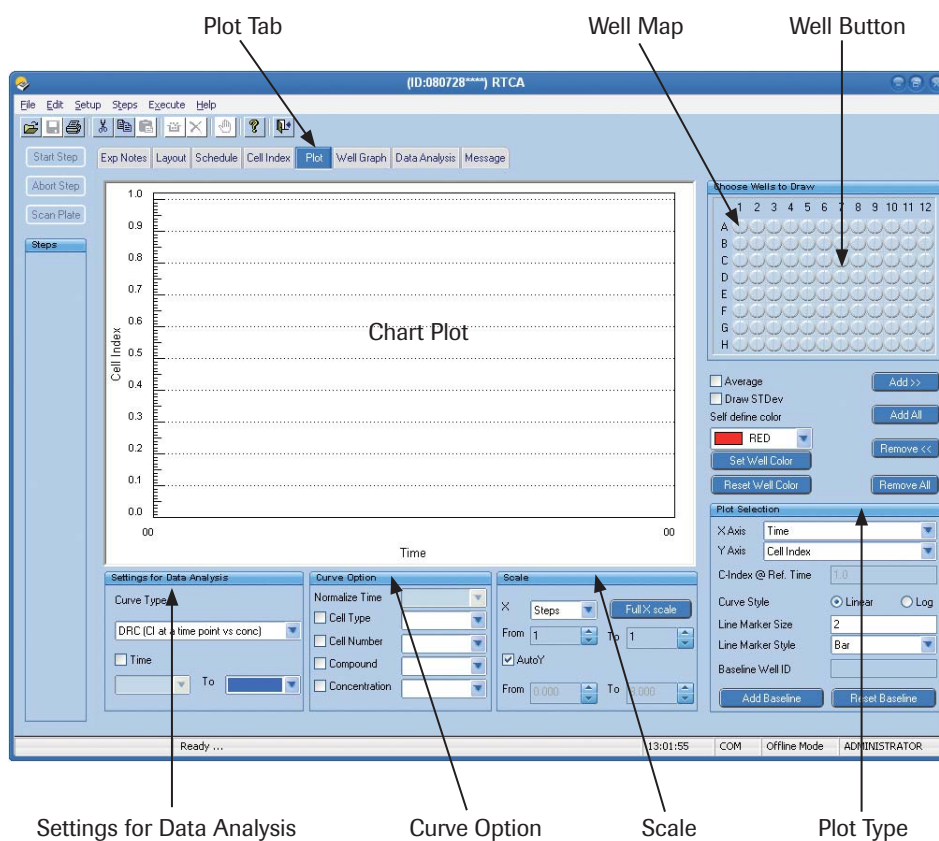 Plot Tab Well Map Well Button
(ID:080728****) RTCA
File Edit Setup Steps Execute Help
Start Step Exp Notes Layout Schedule Cell Index Plot Well Graph Data Analysis Message
Abort Step
Scan Plate
Steps
1.0
0.9
0.8
0.7
0.6
0.5
0.4
0.3
0.2
0.1
0.0
Cell Index
Chart Plot
00 00
Time
Choose Wells to Draw
1 2 3 4 5 6 7 8 9 10 11 12
A
B
C
D
E
F
G
H
Average Add >>
Draw STDev
Self define color Add All
RED
Remove <<
Set Well Color
Reset Well Color Remove All
Plot Selection
X Axis Time
Y Axis Cell Index
C-Index @ Ref. Time 1.0
Curve Style Linear Log
Line Marker Size 2
Line Marker Style Bar
Baseline Well ID
Add Baseline Reset Baseline
Settings for Data Analysis
Curve Type
DRC (CI at a time point vs conc)
Time
To
Curve Option
Normalize Time
Cell Type
Cell Number
Compound
Concentration
Scale
X Steps Full X scale
From 1 To 1
AutoY
From 0.000 To 8.000
Ready ... 13:01:55 COM Offline Mode ADMINISTRATOR
Settings for Data Analysis Curve Option Scale Plot Type